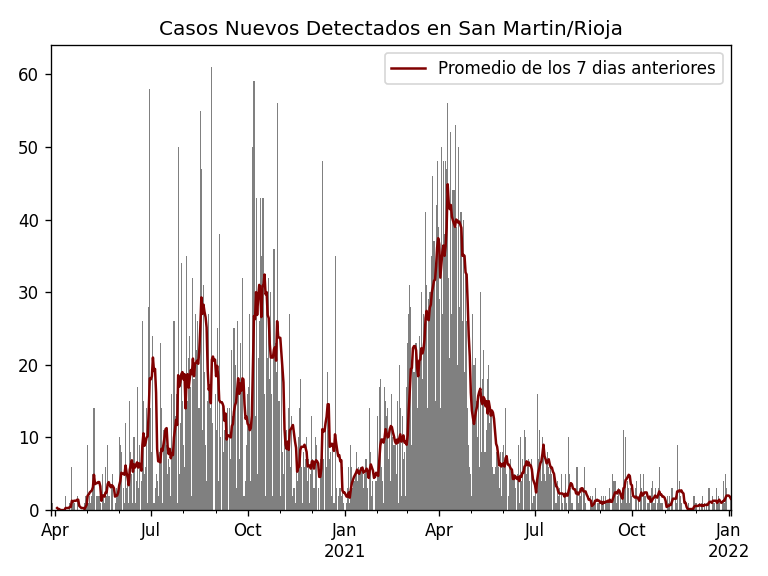 Casos Nuevos Detectados en San Martin/Rioja
Promedio de los 7 dias anteriores
60
50
40
30
20
10
0
Apr Jul Oct Jan Apr Jul Oct Jan
2021 2022